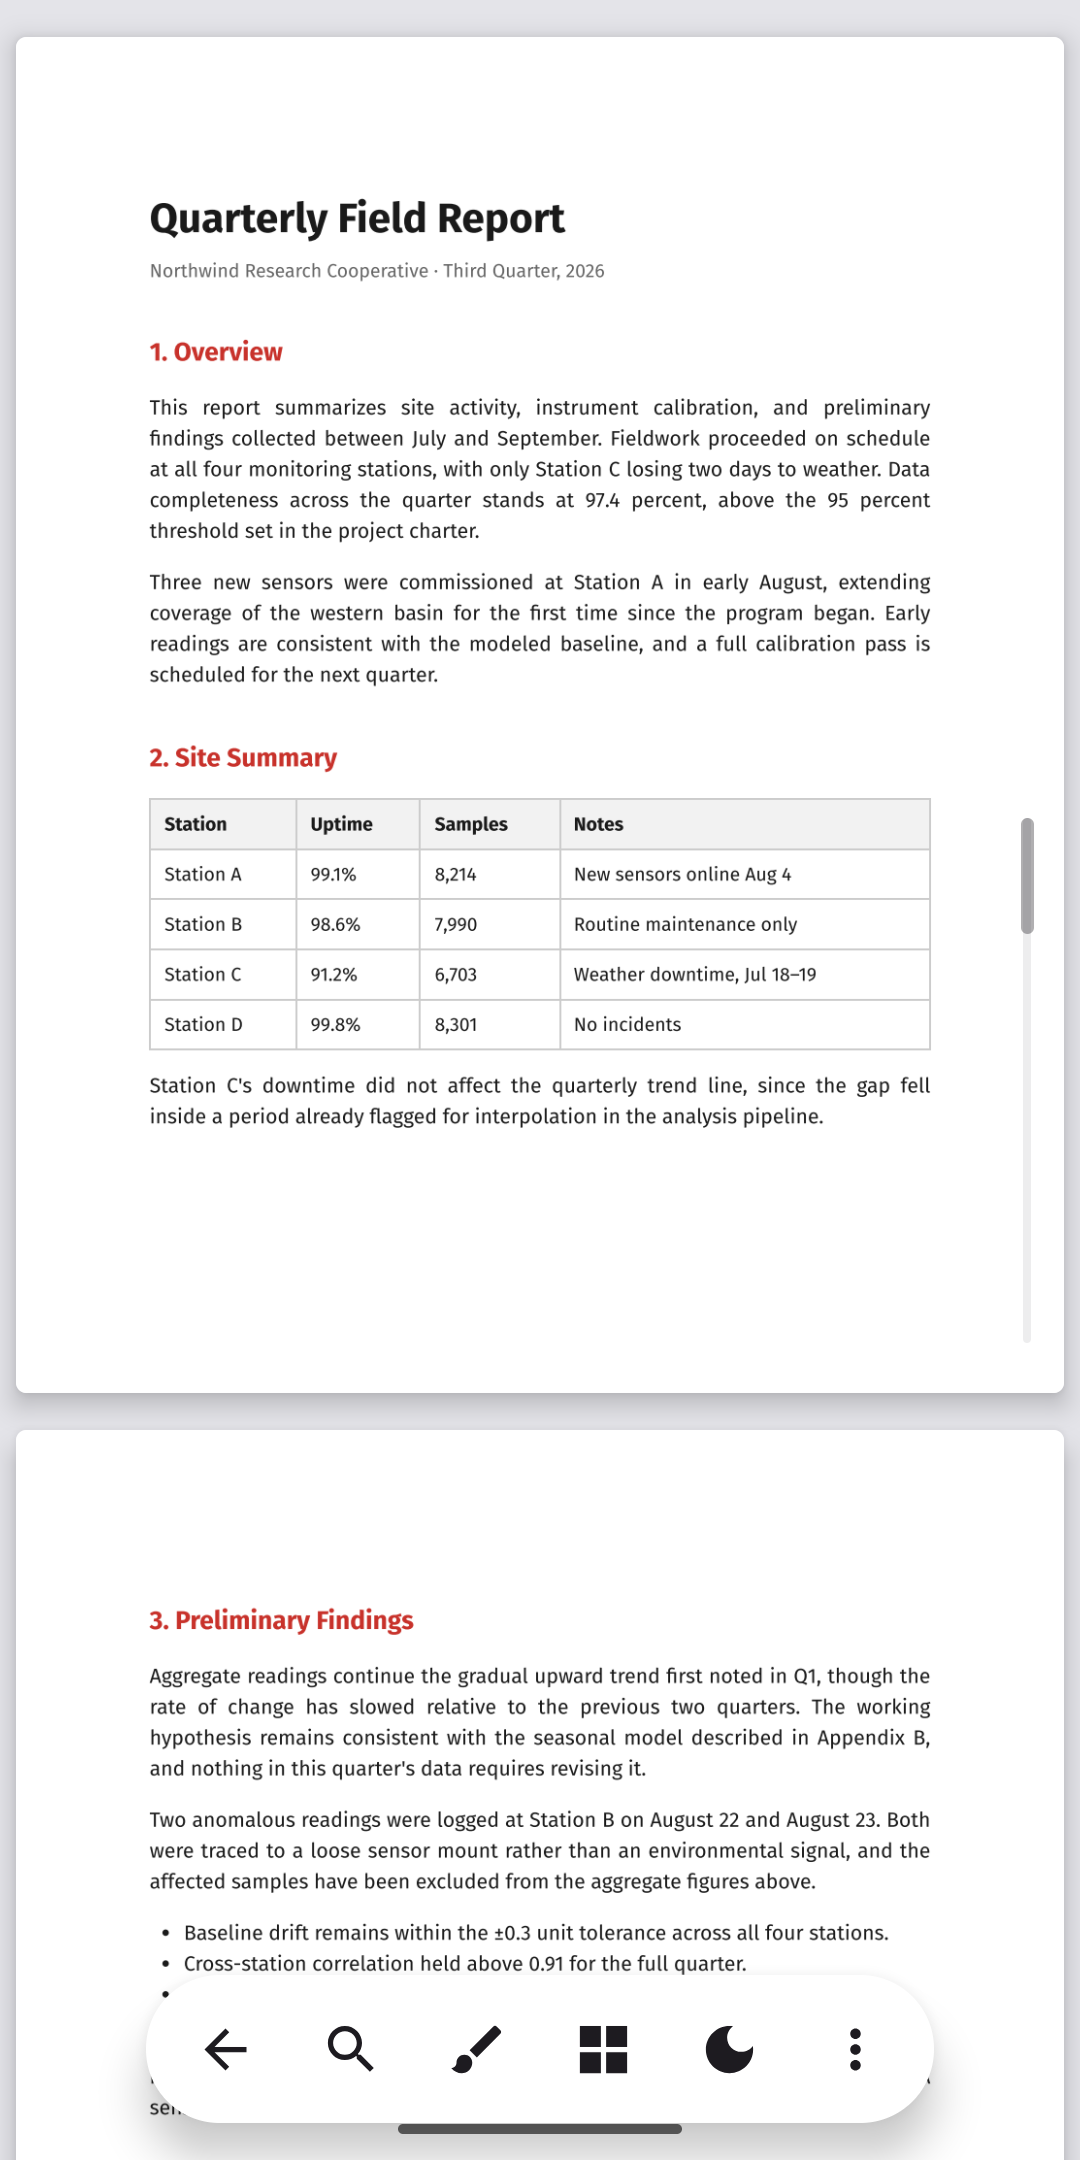 Quarterly Field Report
Northwind Research Cooperative · Third Quarter, 2026
1. Overview
This report summarizes site activity, instrument calibration, and preliminary
findings collected between July and September. Fieldwork proceeded on schedule
at all four monitoring stations, with only Station C losing two days to weather. Data
completeness across the quarter stands at 97.4 percent, above the 95 percent
threshold set in the project charter.
Three new sensors were commissioned at Station A in early August, extending
coverage of the western basin for the first time since the program began. Early
readings are consistent with the modeled baseline, and a full calibration pass is
scheduled for the next quarter.
2. Site Summary
Station Uptime Samples Notes
Station A 99.1% 8,214 New sensors online Aug 4
Station B 98.6% 7,990 Routine maintenance only
Station C 91.2% 6,703 Weather downtime, Jul 18–19
Station D 99.8% 8,301 No incidents
Station C's downtime did not affect the quarterly trend line, since the gap fell
inside a period already flagged for interpolation in the analysis pipeline.
3. Preliminary Findings
Aggregate readings continue the gradual upward trend first noted in Q1, though the
rate of change has slowed relative to the previous two quarters. The working
hypothesis remains consistent with the seasonal model described in Appendix B,
and nothing in this quarter's data requires revising it.
Two anomalous readings were logged at Station B on August 22 and August 23. Both
were traced to a loose sensor mount rather than an environmental signal, and the
affected samples have been excluded from the aggregate figures above.
• Baseline drift remains within the ±0.3 unit tolerance across all four stations.
• Cross-station correlation held above 0.91 for the full quarter.